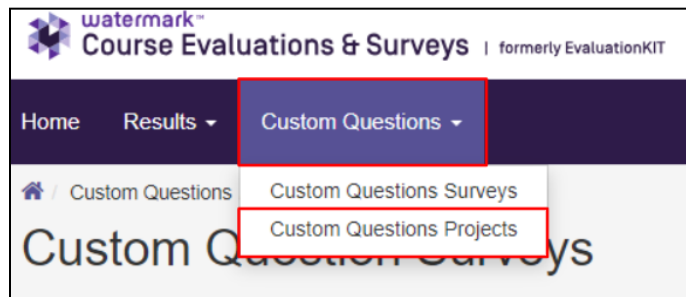 watermark™
Course Evaluations & Surveys | formerly EvaluationKIT
Home Results Custom Questions
/ Custom Questions
Custom Questions Surveys
Custom Questions Projects
Custom Question Surveys